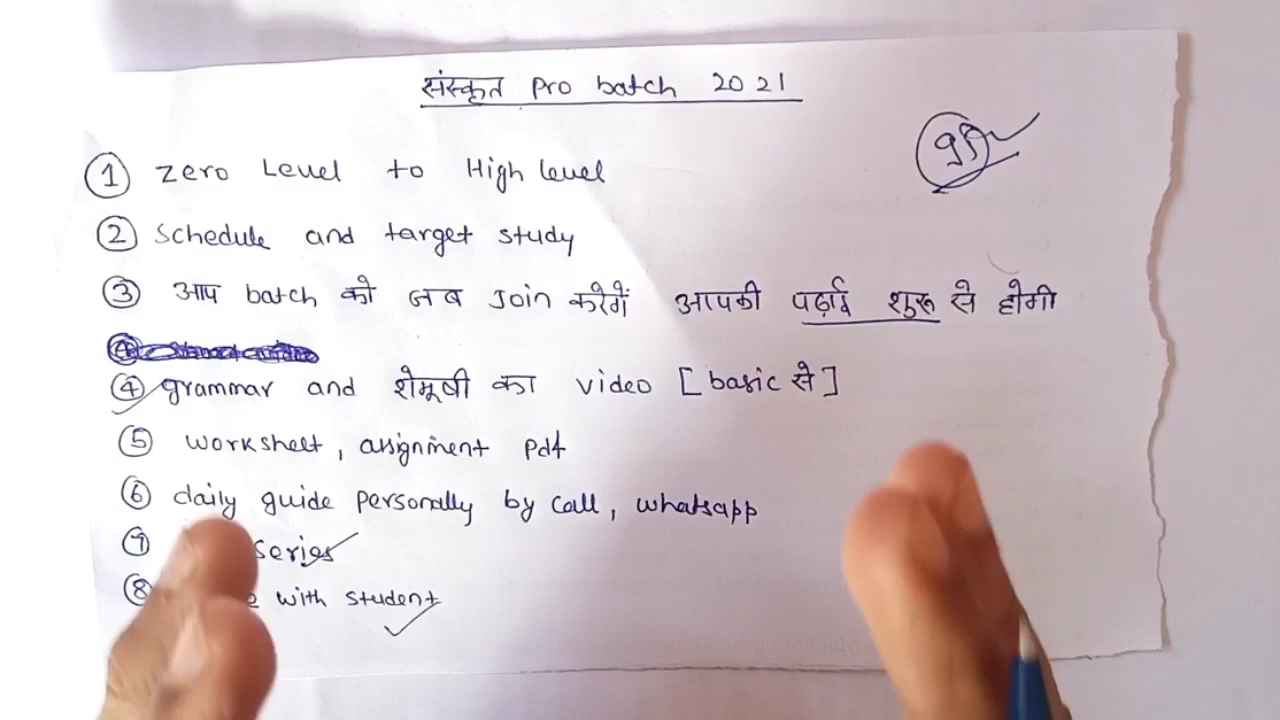 संस्कृत pro batch 2021
① zero Level to High level
② Schedule and target study
③ आप batch को जब Join करेगें आपकी पढ़ाई शुरू से होगी
④ grammar and शेमूषी का video [basic से]
⑤ worksheet, assignment pdf
⑥ daily guide personally by call, whatsapp
⑦ series
⑧ with student